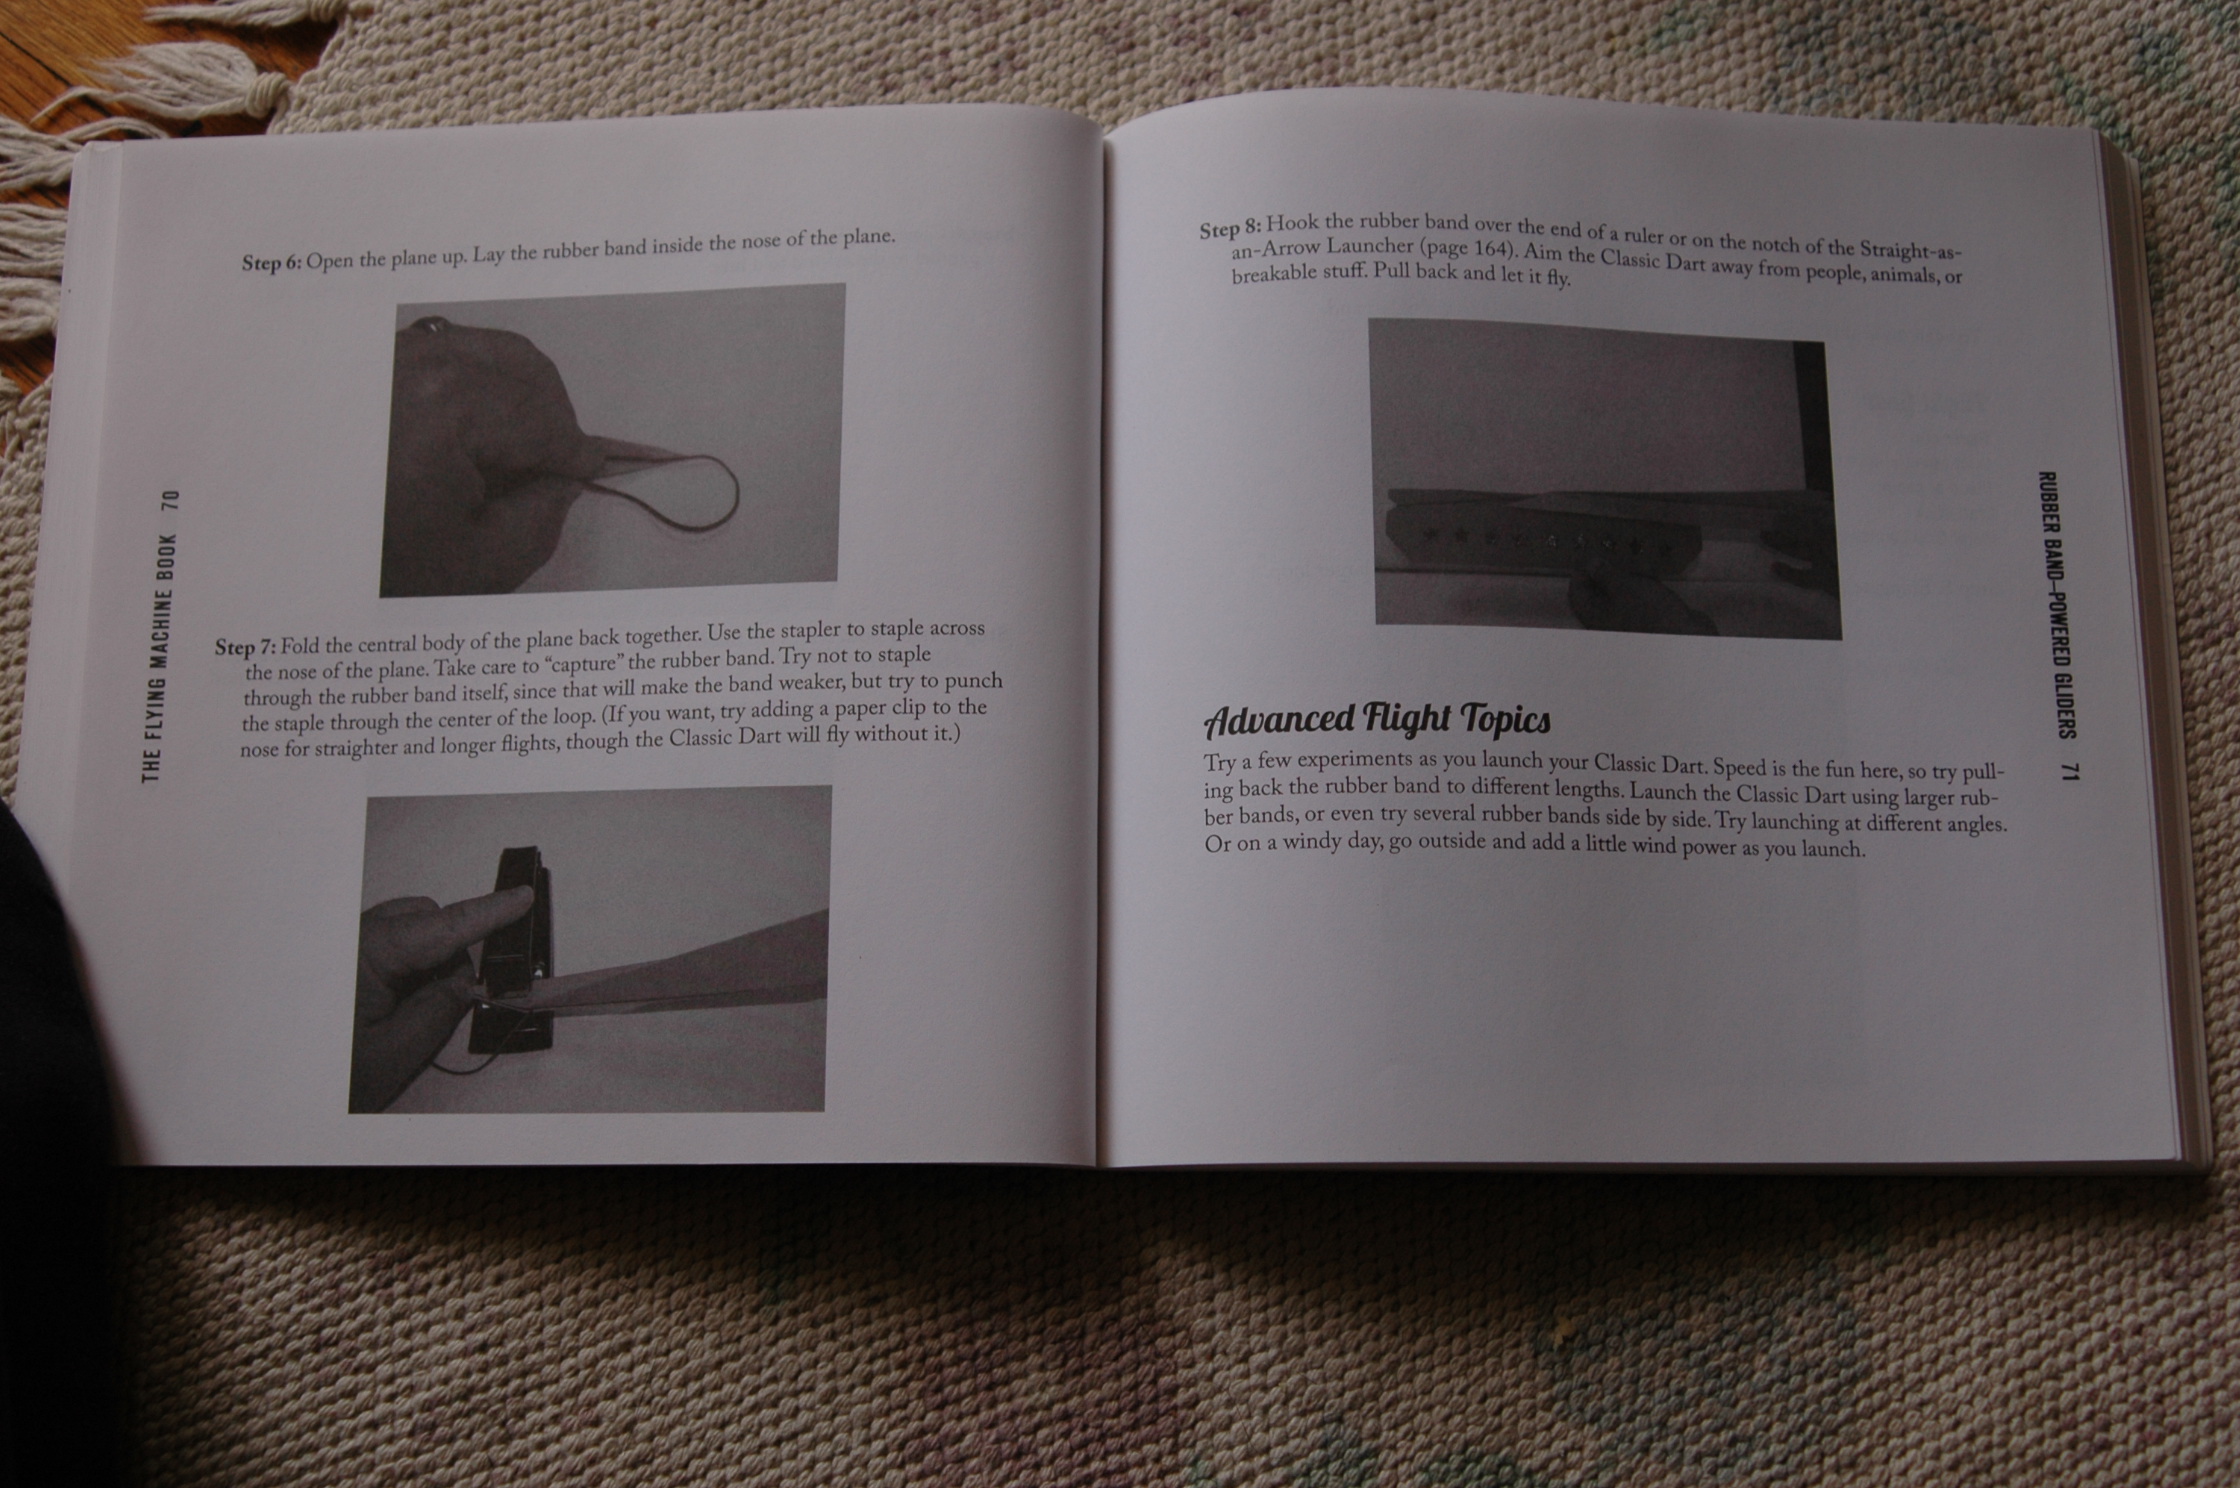 Step 6: Open the plane up. Lay the rubber band inside the nose of the plane.
Step 7: Fold the central body of the plane back together. Use the stapler to staple across
the nose of the plane. Take care to “capture” the rubber band. Try not to staple
through the rubber band itself, since that will make the band weaker, but try to punch
the staple through the center of the loop. (If you want, try adding a paper clip to the
nose for straighter and longer flights, though the Classic Dart will fly without it.)
THE FLYING MACHINE BOOK 70
Step 8: Hook the rubber band over the end of a ruler or on the notch of the Straight-as-
an-Arrow Launcher (page 164). Aim the Classic Dart away from people, animals, or
breakable stuff. Pull back and let it fly.
Advanced Flight Topics
Try a few experiments as you launch your Classic Dart. Speed is the fun here, so try pull-
ing back the rubber band to different lengths. Launch the Classic Dart using larger rub-
ber bands, or even try several rubber bands side by side. Try launching at different angles.
Or on a windy day, go outside and add a little wind power as you launch.
RUBBER BAND–POWERED GLIDERS 71